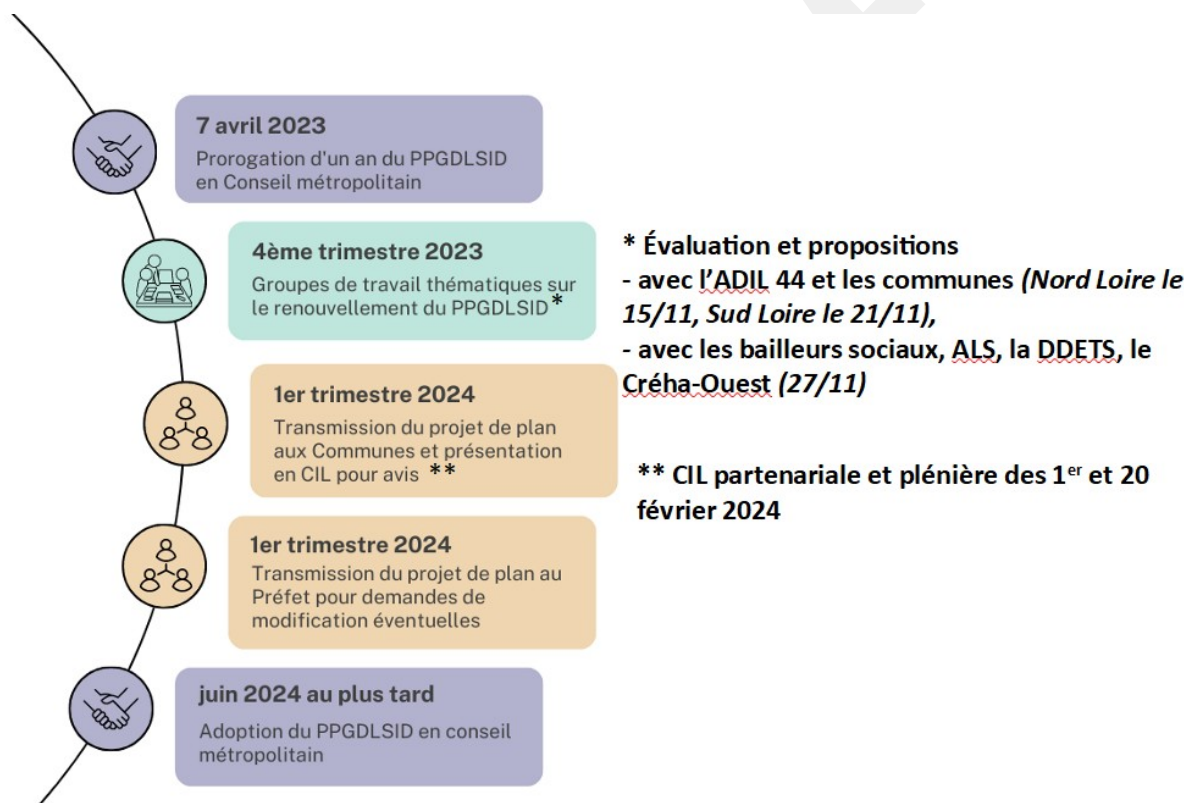 7 avril 2023
Prorogation d'un an du PPGDLSID
en Conseil métropolitain
4ème trimestre 2023
Groupes de travail thématiques sur
le renouvellement du PPGDLSID*
* Évaluation et propositions
- avec l'ADIL 44 et les communes (Nord Loire le
15/11, Sud Loire le 21/11),
- avec les bailleurs sociaux, ALS, la DDETS, le
Créha-Ouest (27/11)
1er trimestre 2024
Transmission du projet de plan
aux Communes et présentation
en CIL pour avis **
** CIL partenariale et plénière des 1er et 20
février 2024
1er trimestre 2024
Transmission du projet de plan au
Préfet pour demandes de
modification éventuelles
juin 2024 au plus tard
Adoption du PPGDLSID en conseil
métropolitain